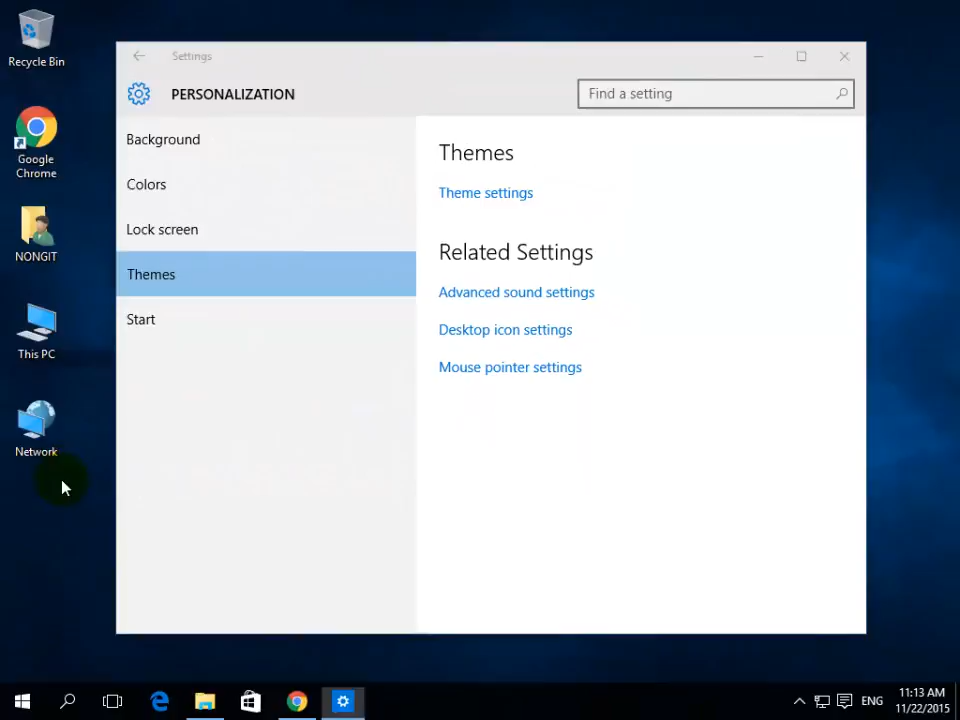 Recycle Bin
Google
Chrome
NONGIT
This PC
Network
Settings
PERSONALIZATION
Find a setting
Background
Colors
Lock screen
Themes
Start
Themes
Theme settings
Related Settings
Advanced sound settings
Desktop icon settings
Mouse pointer settings
ENG
11:13 AM
11/22/2015